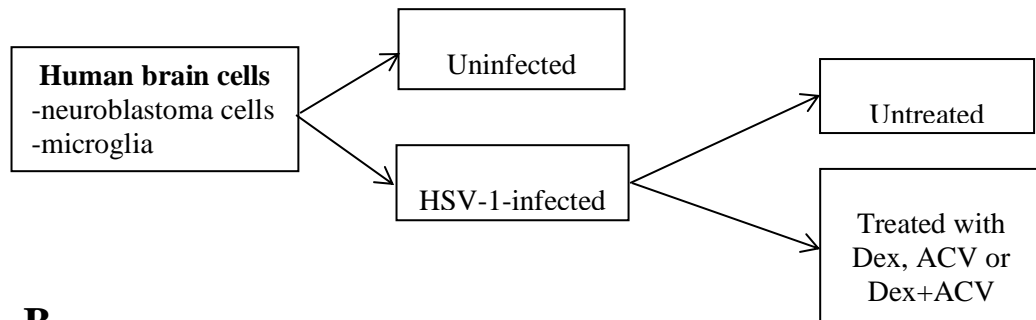 Human brain cells
-neuroblastoma cells
-microglia
Uninfected
HSV-1-infected
Untreated
Treated with
Dex, ACV or
Dex+ACV
B